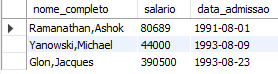 nome_completo salario data_admissao
Ramanathan,Ashok 80689 1991-08-01
Yanowski,Michael 44000 1993-08-09
Glon,Jacques 390500 1993-08-23